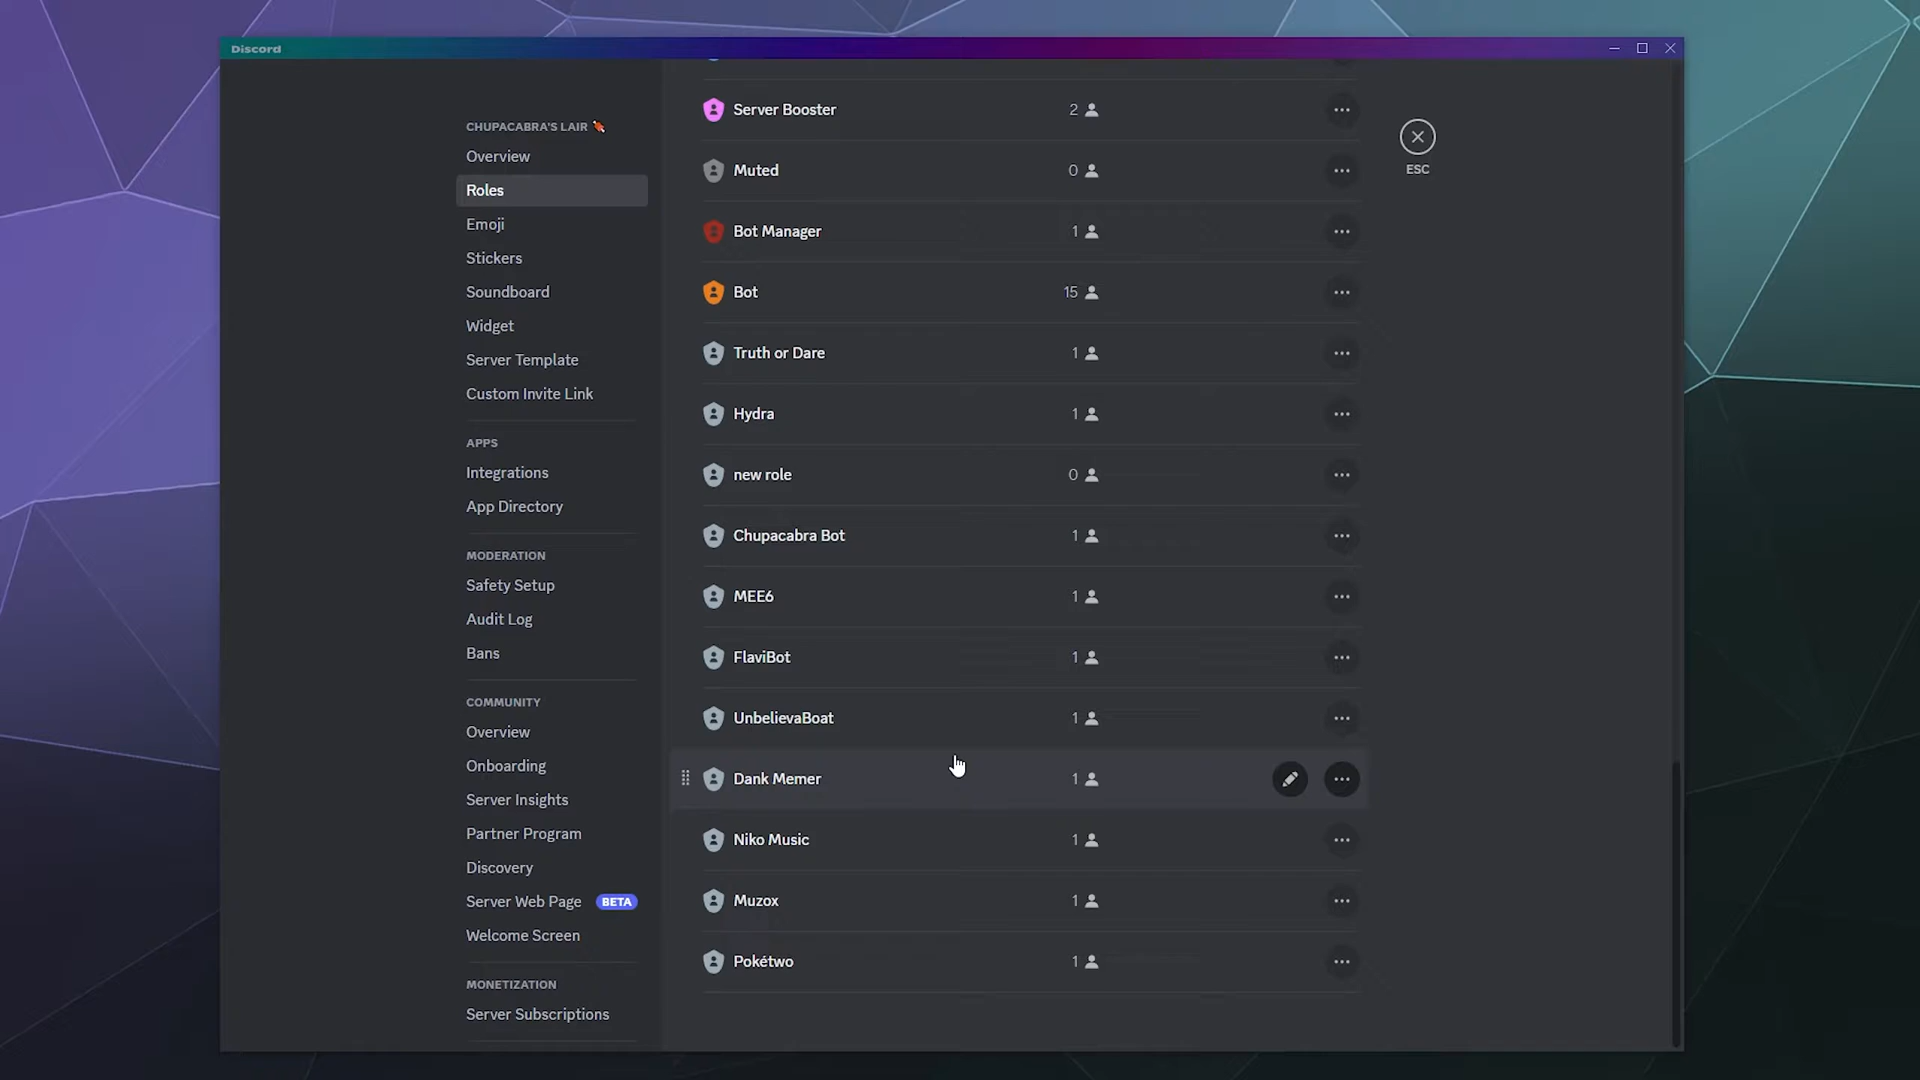 Discord
CHUPACABRA'S LAIR
Overview
Roles
Emoji
Stickers
Soundboard
Widget
Server Template
Custom Invite Link
APPS
Integrations
App Directory
MODERATION
Safety Setup
Audit Log
Bans
COMMUNITY
Overview
Onboarding
Server Insights
Partner Program
Discovery
Server Web Page BETA
Welcome Screen
MONETIZATION
Server Subscriptions
Server Booster 2
Muted 0
Bot Manager 1
Bot 15
Truth or Dare 1
Hydra 1
new role 0
Chupacabra Bot 1
MEE6 1
FlaviBot 1
UnbelievaBoat 1
Dank Memer 1
Niko Music 1
Muzox 1
Pokétwo 1
ESC